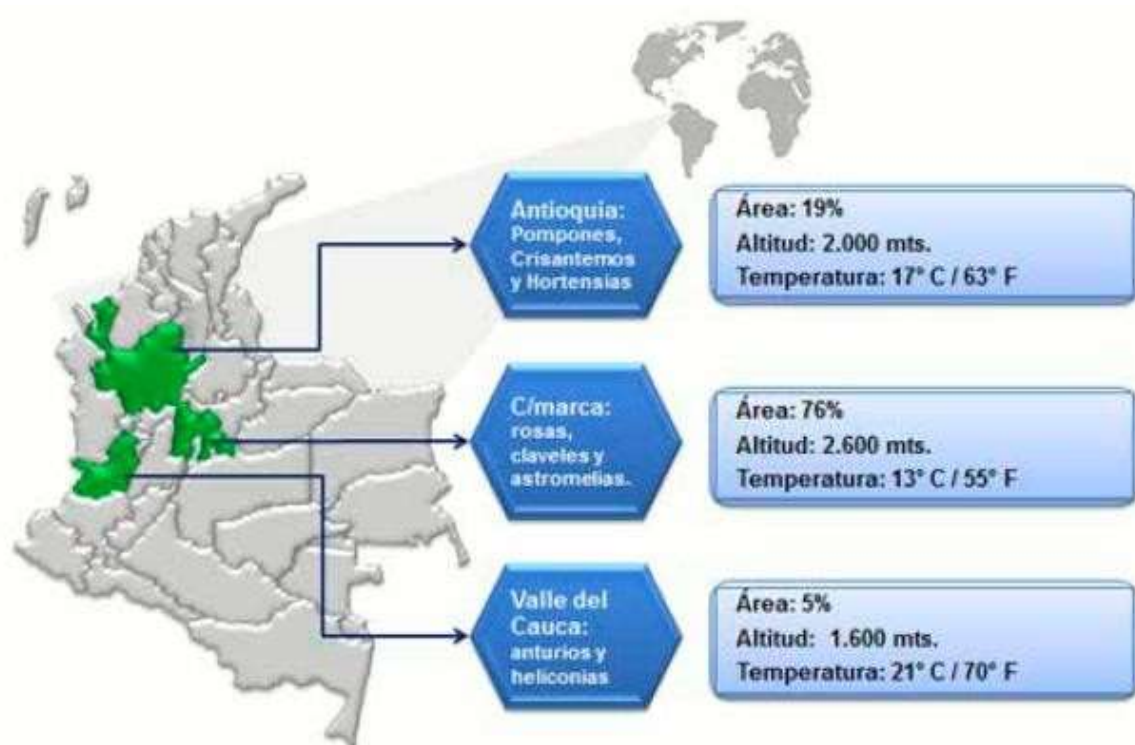 Antioquia:
Pompones,
Crisantemos
y Hortensias
Área: 19%
Altitud: 2.000 mts.
Temperatura: 17° C / 63° F
C/marca:
rosas,
claveles y
astromelias.
Área: 76%
Altitud: 2.600 mts.
Temperatura: 13° C / 55° F
Valle del
Cauca:
anturios y
heliconias
Área: 5%
Altitud: 1.600 mts.
Temperatura: 21° C / 70° F